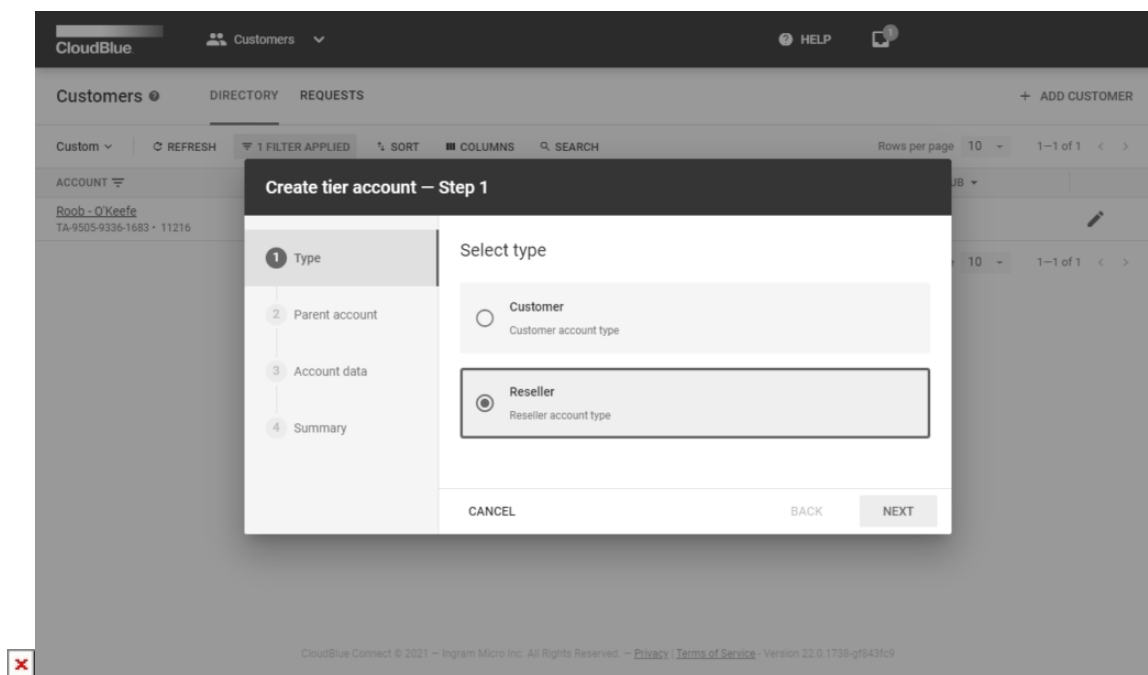 CloudBlue. Customers HELP 1
Customers DIRECTORY REQUESTS + ADD CUSTOMER
Custom REFRESH 1 FILTER APPLIED SORT COLUMNS SEARCH Rows per page 10 1–1 of 1
ACCOUNT UB
Create tier account — Step 1
Roob - O'Keefe
TA-9505-9336-1683 • 11216
10 1–1 of 1
1 Type
2 Parent account
3 Account data
4 Summary
Select type
Customer
Customer account type
Reseller
Reseller account type
CANCEL BACK NEXT
CloudBlue Connect © 2021 — Ingram Micro Inc. All Rights Reserved. — Privacy | Terms of Service - Version 22.0.1738-gf843fc9